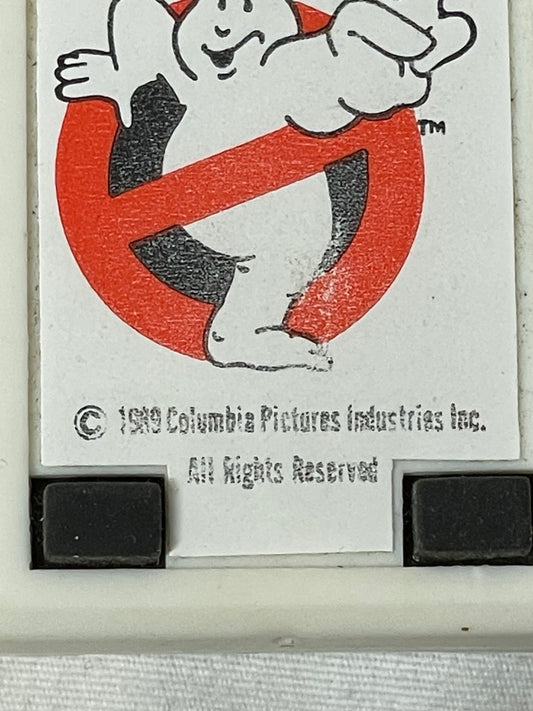 TM
© 1989 Columbia Pictures Industries Inc.
All Rights Reserved